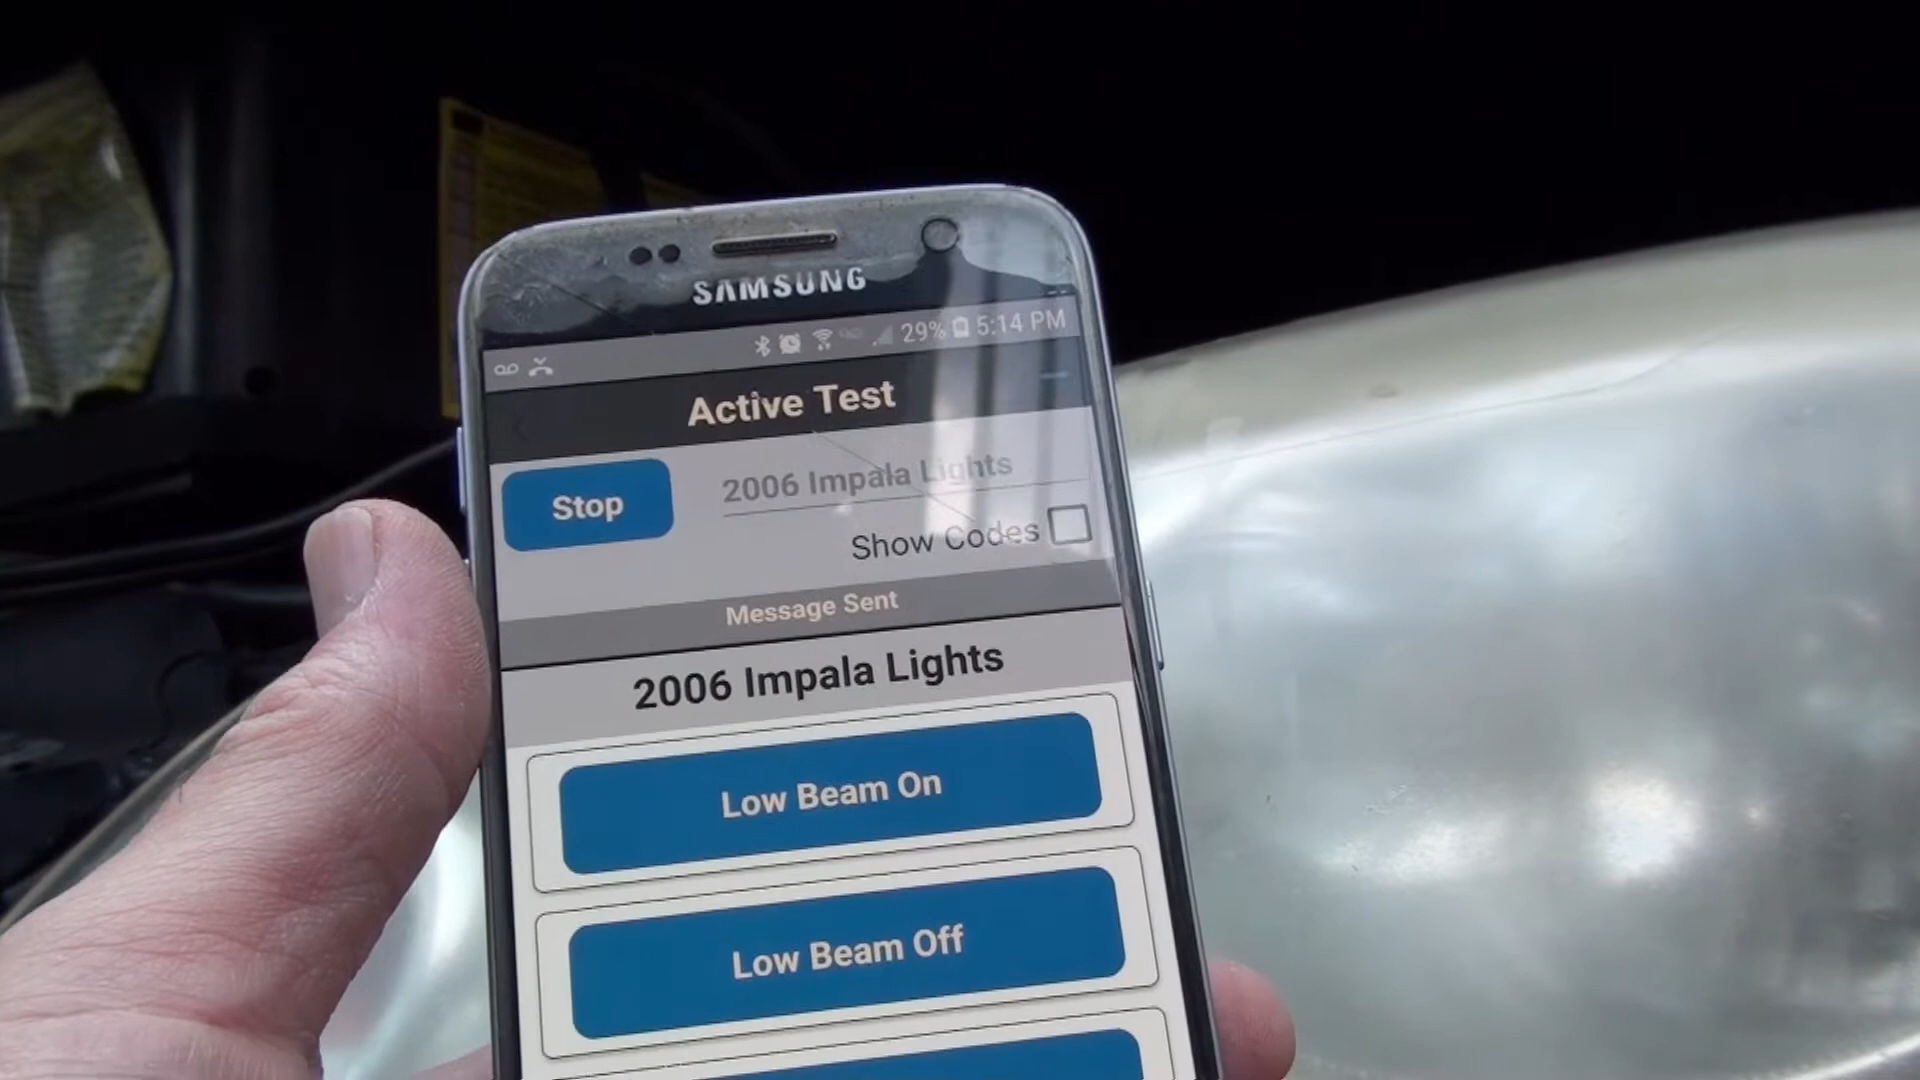 SAMSUNG
29% 5:14 PM
Active Test
Stop
2006 Impala Lights
Show Codes
Message Sent
2006 Impala Lights
Low Beam On
Low Beam Off